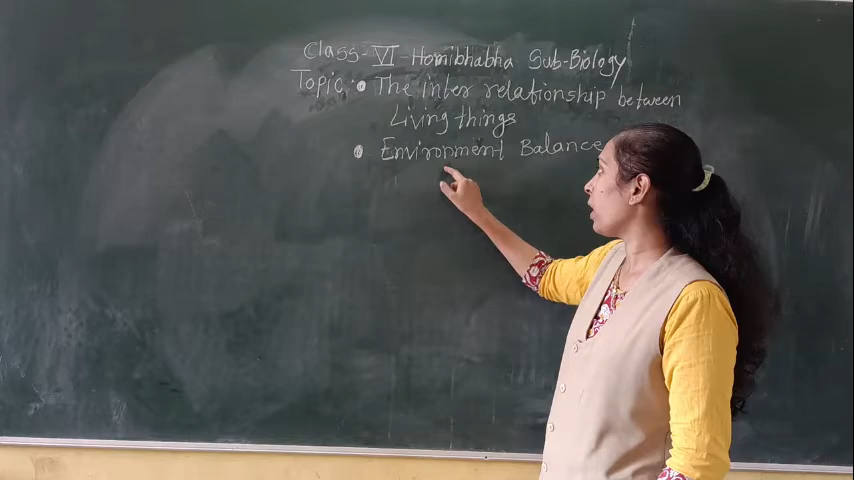 Class-VI-Homibhabha Sub-Biology
Topic:• The inter relationship between
Living things
• Environment Balance